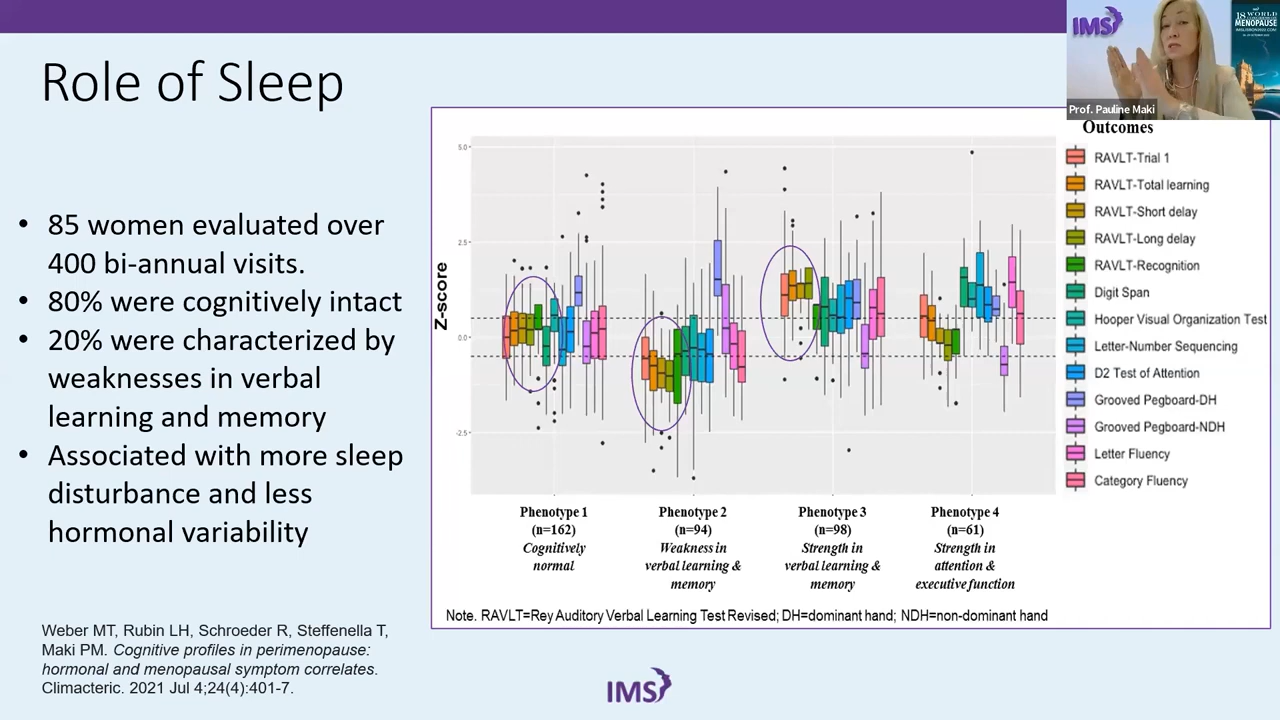 IMS
18 WORLD
MENOPAUSE
Prof. Pauline Maki
Role of Sleep
• 85 women evaluated over
400 bi-annual visits.
• 80% were cognitively intact
• 20% were characterized by
weaknesses in verbal
learning and memory
• Associated with more sleep
disturbance and less
hormonal variability
Weber MT, Rubin LH, Schroeder R, Steffenella T,
Maki PM. Cognitive profiles in perimenopause:
hormonal and menopausal symptom correlates.
Climacteric. 2021 Jul 4;24(4):401-7.
Z-score
5.0
2.5
0.0
-2.5
Phenotype 1
(n=162)
Cognitively
normal
Phenotype 2
(n=94)
Weakness in
verbal learning &
memory
Phenotype 3
(n=98)
Strength in
verbal learning &
memory
Phenotype 4
(n=61)
Strength in
attention &
executive function
Outcomes
RAVLT-Trial 1
RAVLT-Total learning
RAVLT-Short delay
RAVLT-Long delay
RAVLT-Recognition
Digit Span
Hooper Visual Organization Test
Letter-Number Sequencing
D2 Test of Attention
Grooved Pegboard-DH
Grooved Pegboard-NDH
Letter Fluency
Category Fluency
Note. RAVLT=Rey Auditory Verbal Learning Test Revised; DH=dominant hand; NDH=non-dominant hand
IMS